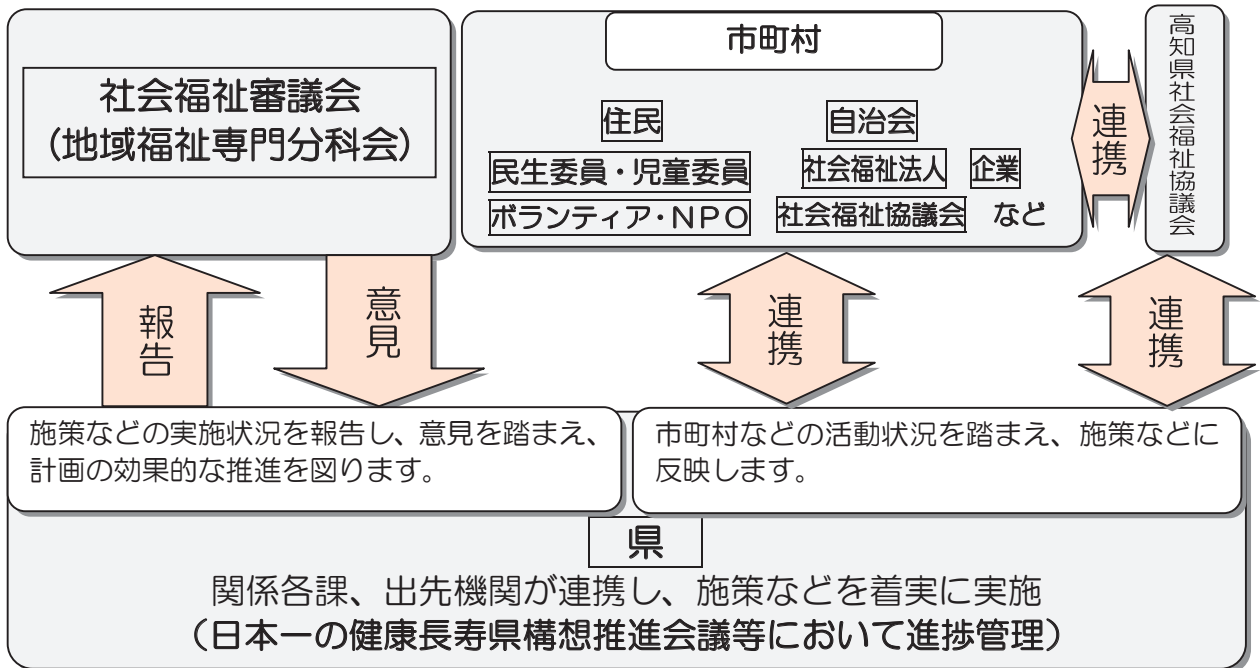 社会福祉審議会
(地域福祉専門分科会)
市町村
住民
自治会
民生委員・児童委員
社会福祉法人
企業
ボランティア・NPO
社会福祉協議会
など
連携
高知県社会福祉協議会
報告
意見
連携
連携
施策などの実施状況を報告し、意見を踏まえ、
計画の効果的な推進を図ります。
市町村などの活動状況を踏まえ、施策などに
反映します。
県
関係各課、出先機関が連携し、施策などを着実に実施
(日本一の健康長寿県構想推進会議等において進捗管理)